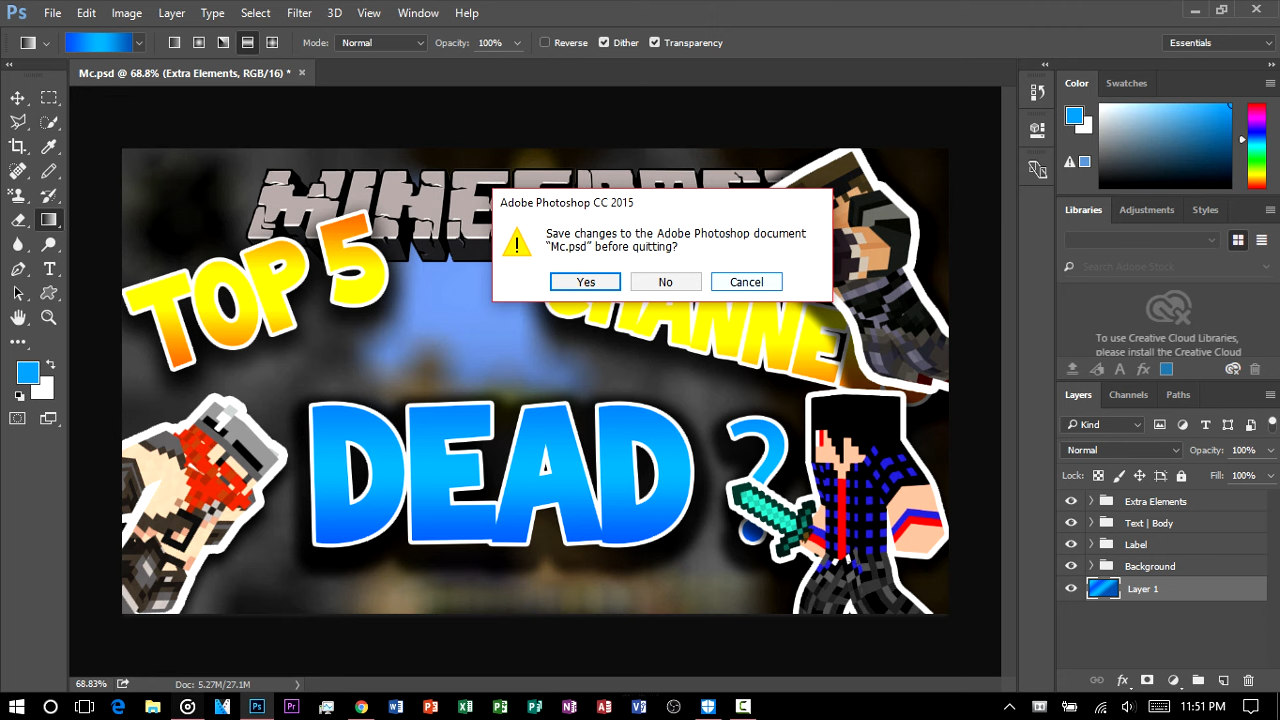 Ps File Edit Image Layer Type Select Filter 3D View Window Help
Mode: Normal Opacity: 100% Reverse Dither Transparency Essentials
Mc.psd @ 68.8% (Extra Elements, RGB/16) *
Color Swatches
MINECRAFT
TOP 5
CHANNE
DEAD ?
Adobe Photoshop CC 2015
Save changes to the Adobe Photoshop document
“Mc.psd” before quitting?
Yes No Cancel
Libraries Adjustments Styles
Search Adobe Stock
To use Creative Cloud Libraries,
please install the Creative Cloud
Layers Channels Paths
Kind
Normal Opacity: 100%
Lock: Fill: 100%
Extra Elements
Text | Body
Label
Background
Layer 1
68.83% Doc: 5.27M/27.1M
11:51 PM